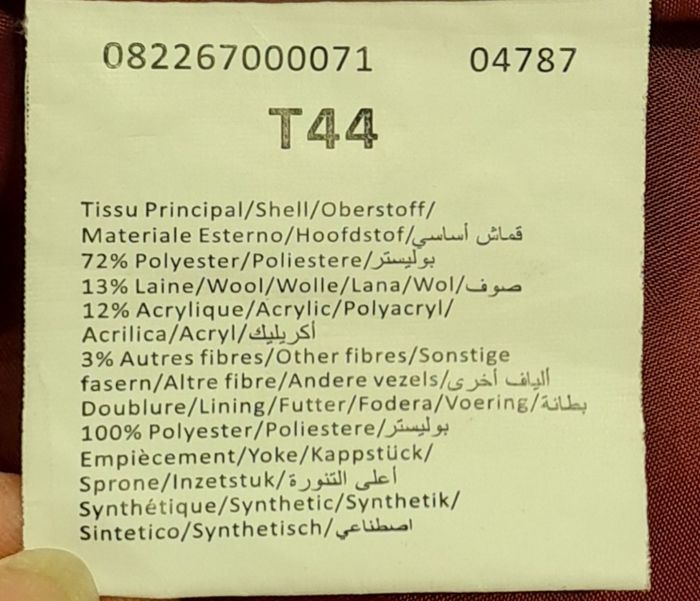 082267000071 04787
T44
Tissu Principal/Shell/Oberstoff/
Materiale Esterno/Hoofdstof/قماش أساسي
72% Polyester/Poliestere/بوليستر
13% Laine/Wool/Wolle/Lana/Wol/صوف
12% Acrylique/Acrylic/Polyacryl/
Acrilica/Acryl/أكريليك
3% Autres fibres/Other fibres/Sonstige
fasern/Altre fibre/Andere vezels/ألياف أخرى
Doublure/Lining/Futter/Fodera/Voering/بطانة
100% Polyester/Poliestere/بوليستر
Empiècement/Yoke/Kappstück/
Sprone/Inzetstuk/أعلى التنورة
Synthétique/Synthetic/Synthetik/
Sintetico/Synthetisch/اصطناعي